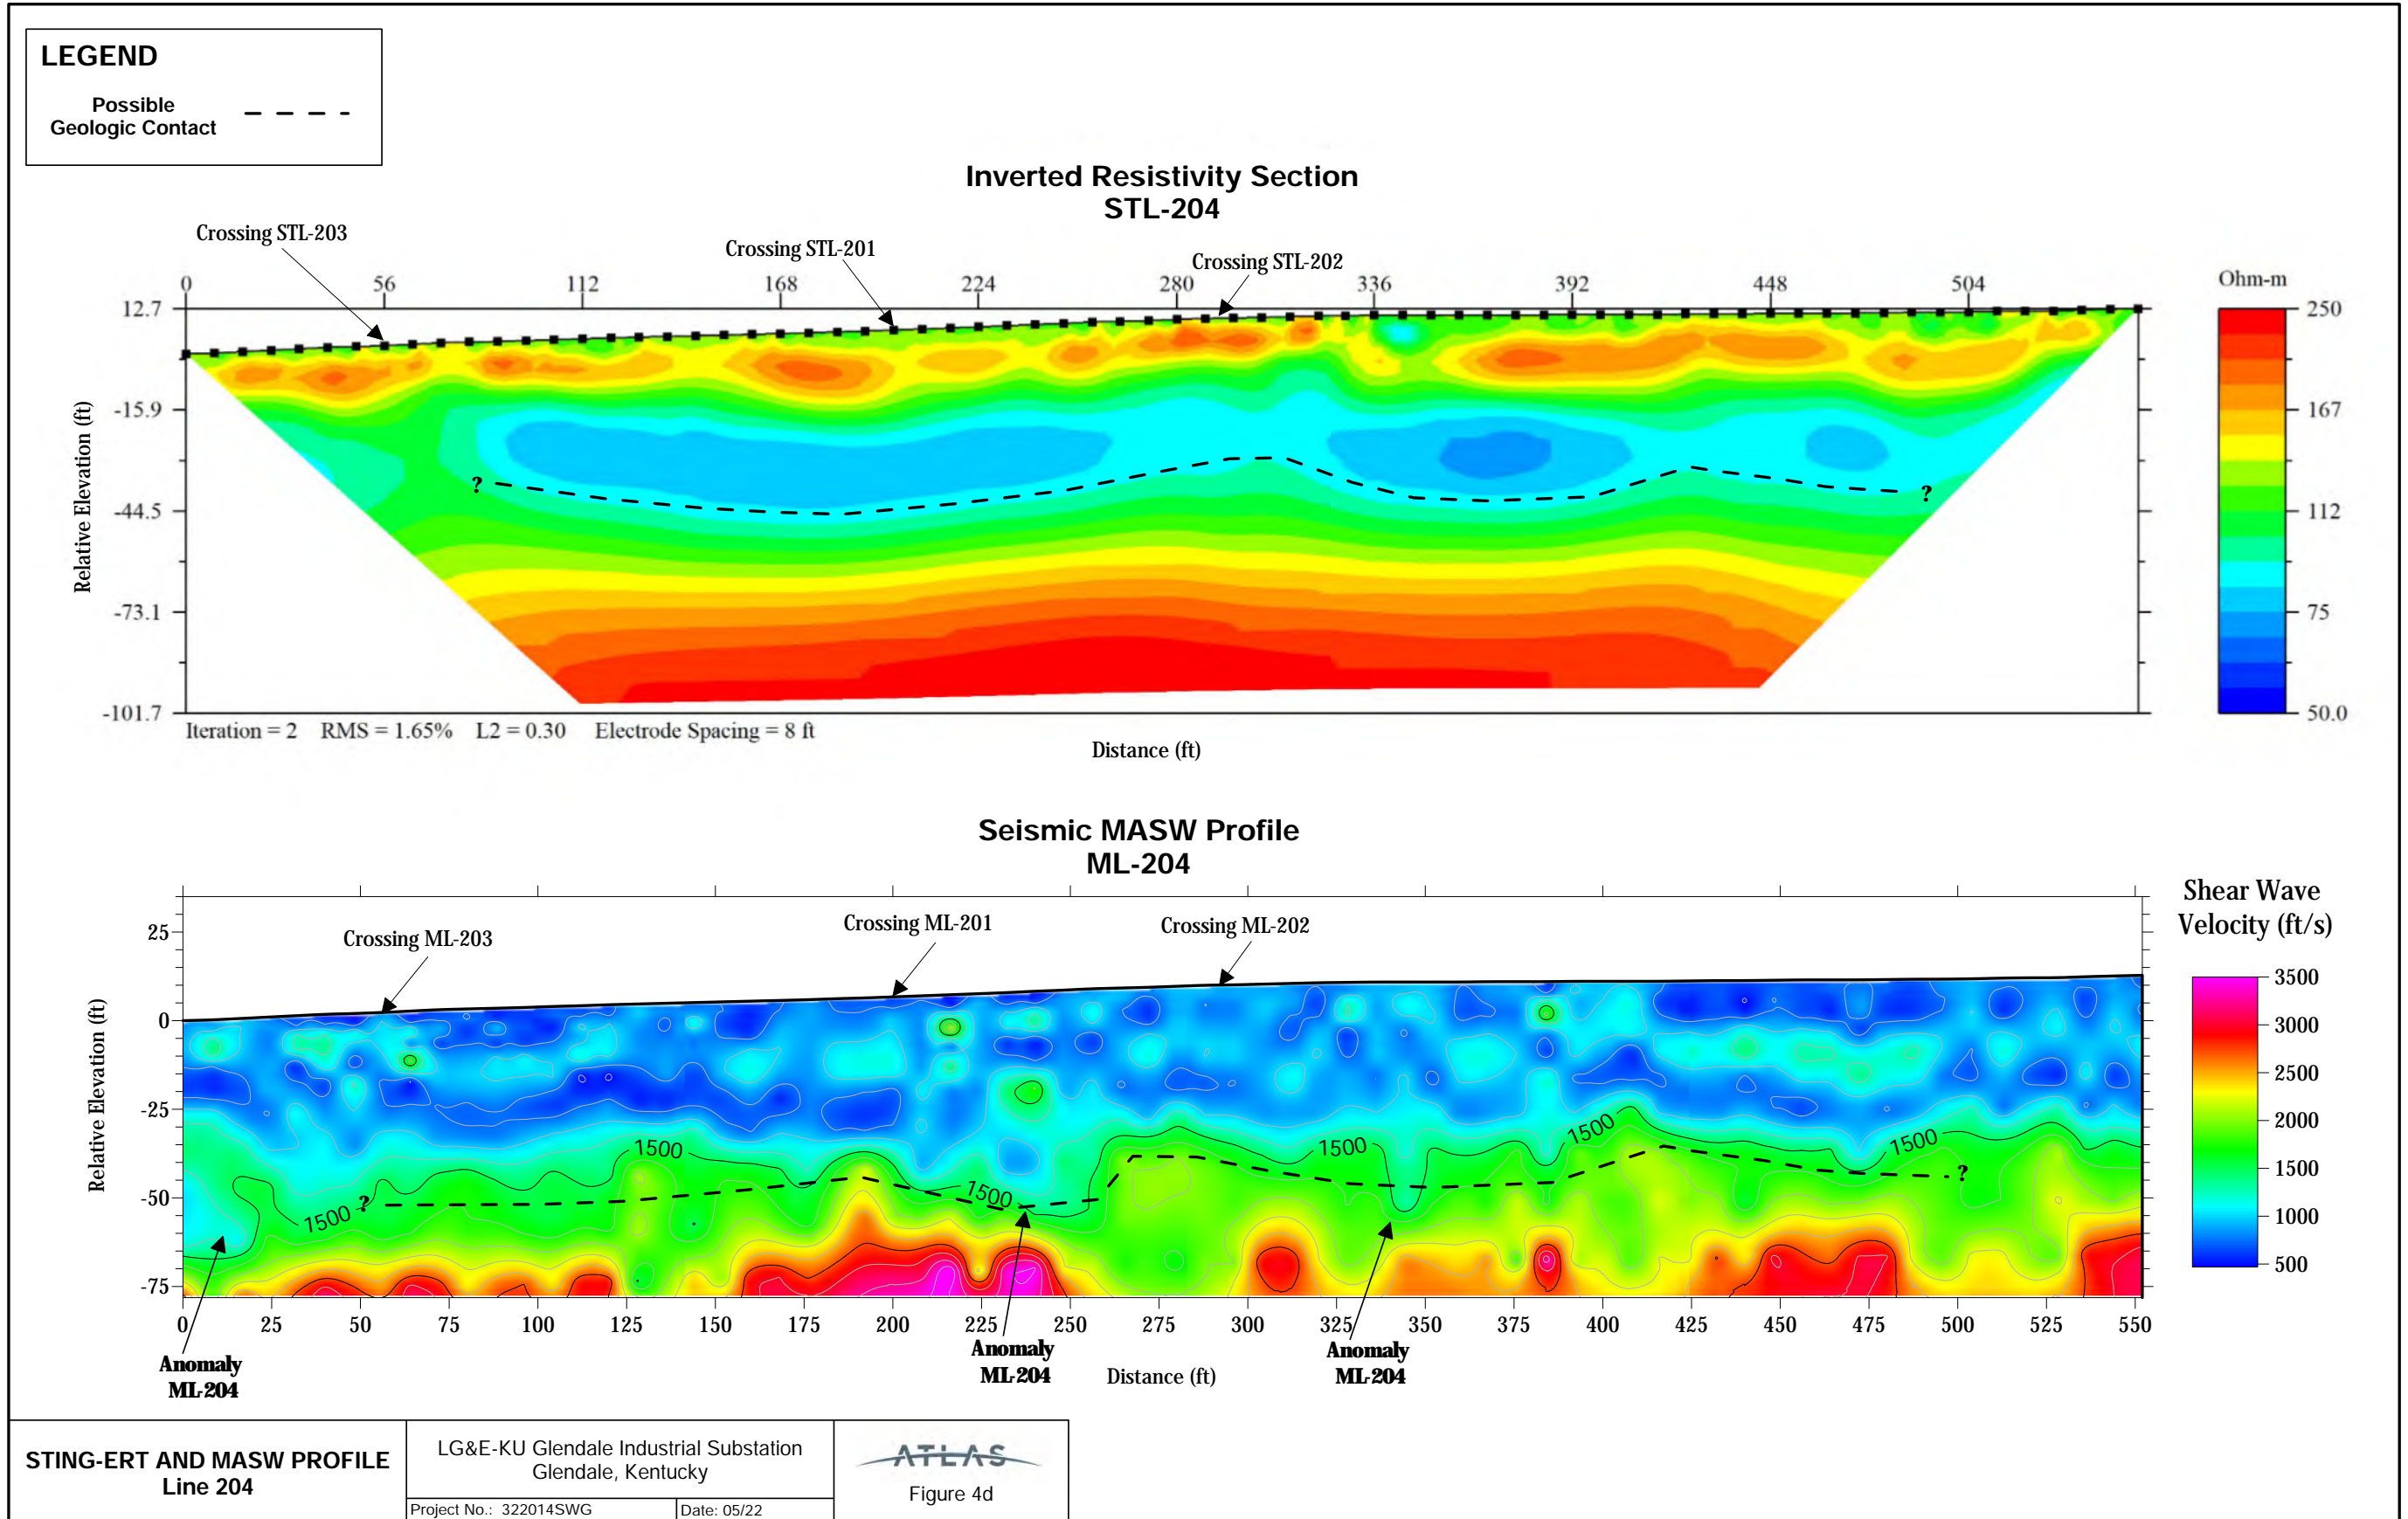 LEGEND
Possible
Geologic Contact
Inverted Resistivity Section
STL-204
Crossing STL-203
Crossing STL-201
Crossing STL-202
0 56 112 168 224 280 336 392 448 504
Ohm-m
12.7
-15.9
-44.5
-73.1
-101.7
Relative Elevation (ft)
? ?
250
167
112
75
50.0
Iteration = 2 RMS = 1.65% L2 = 0.30 Electrode Spacing = 8 ft
Distance (ft)
Seismic MASW Profile
ML-204
Crossing ML-203
Crossing ML-201
Crossing ML-202
Shear Wave
Velocity (ft/s)
25
0
-25
-50
-75
Relative Elevation (ft)
1500 1500 1500 1500 1500 1500
? ?
3500
3000
2500
2000
1500
1000
500
0 25 50 75 100 125 150 175 200 225 250 275 300 325 350 375 400 425 450 475 500 525 550
Anomaly
ML-204
Anomaly
ML-204
Anomaly
ML-204
Distance (ft)
STING-ERT AND MASW PROFILE
Line 204
LG&E-KU Glendale Industrial Substation
Glendale, Kentucky
Project No.: 322014SWG
Date: 05/22
ATLAS
Figure 4d